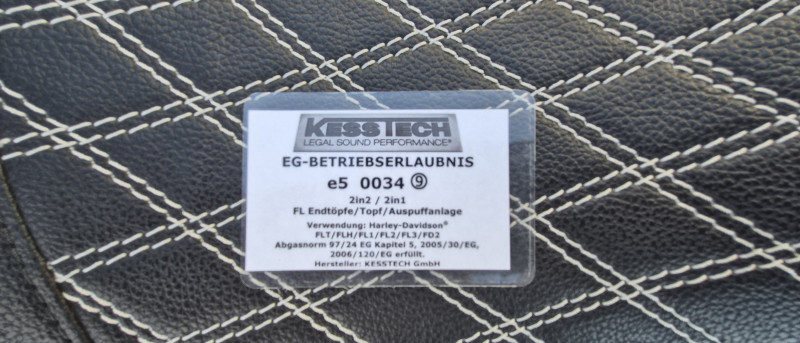 KESSTECH
LEGAL SOUND PERFORMANCE®
EG-BETRIEBSERLAUBNIS
e5 0034 ⑨
2in2 / 2in1
FL Endtöpfe/Topf/Auspuffanlage
Verwendung: Harley-Davidson®
FLT/FLH/FL1/FL2/FL3/FD2
Abgasnorm 97/24 EG Kapitel 5, 2005/30/EG,
2006/120/EG erfüllt.
Hersteller: KESSTECH GmbH